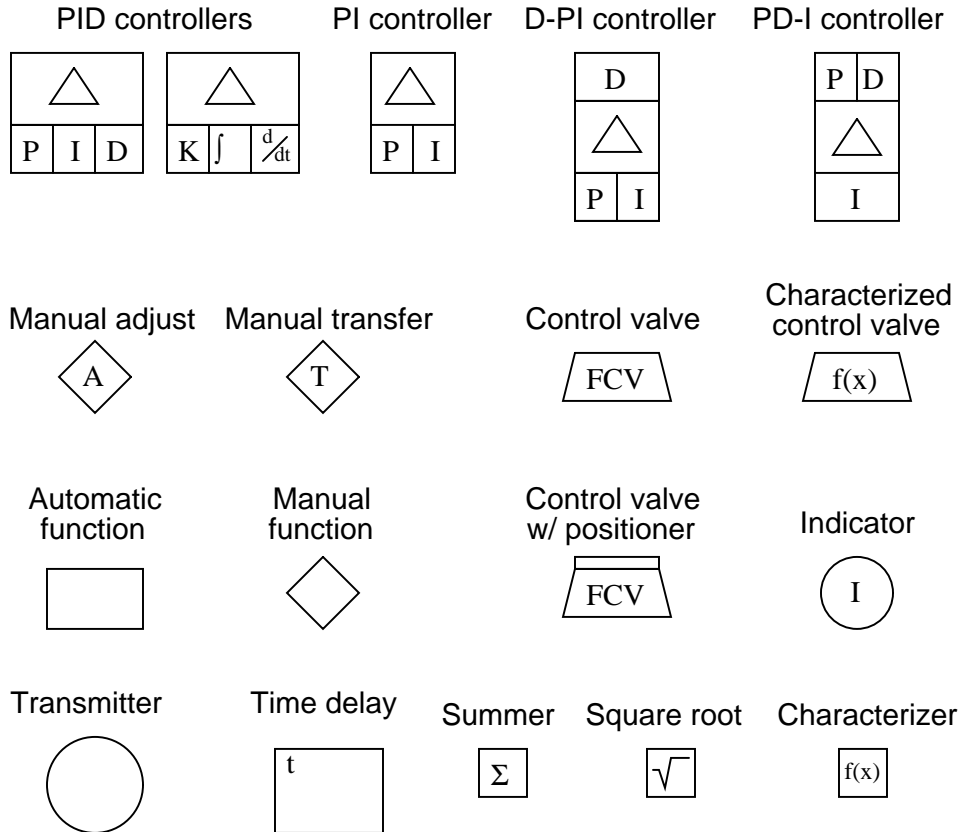 PID controllers
PI controller
D-PI controller
PD-I controller
P I D
K ∫ d/dt
P I
D
P I
P D
I
Manual adjust
Manual transfer
Control valve
Characterized
control valve
A
T
FCV
f(x)
Automatic
function
Manual
function
Control valve
w/ positioner
Indicator
FCV
I
Transmitter
Time delay
Summer
Square root
Characterizer
t
Σ
√
f(x)